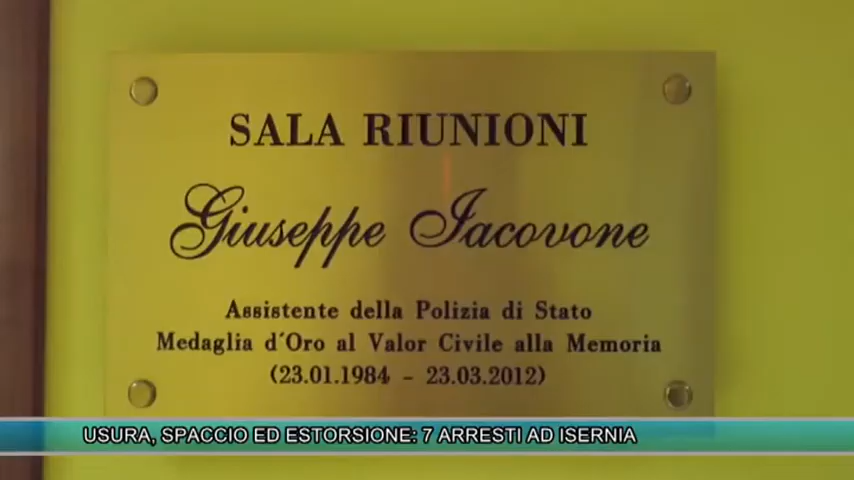 SALA RIUNIONI
Giuseppe Iacovone
Assistente della Polizia di Stato
Medaglia d'Oro al Valor Civile alla Memoria
(23.01.1984 - 23.03.2012)
USURA, SPACCIO ED ESTORSIONE: 7 ARRESTI AD ISERNIA